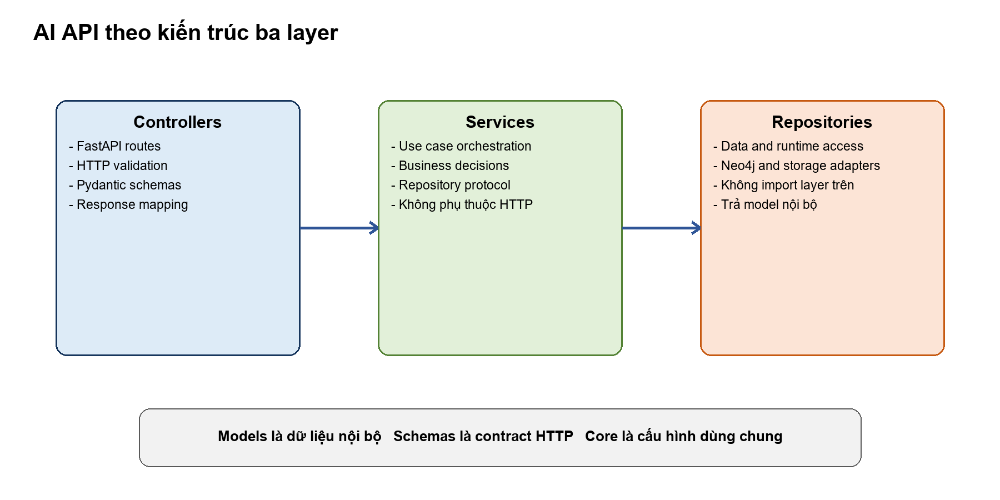 AI API theo kiến trúc ba layer
Controllers
- FastAPI routes
- HTTP validation
- Pydantic schemas
- Response mapping
Services
- Use case orchestration
- Business decisions
- Repository protocol
- Không phụ thuộc HTTP
Repositories
- Data and runtime access
- Neo4j and storage adapters
- Không import layer trên
- Trả model nội bộ
Models là dữ liệu nội bộ   Schemas là contract HTTP   Core là cấu hình dùng chung